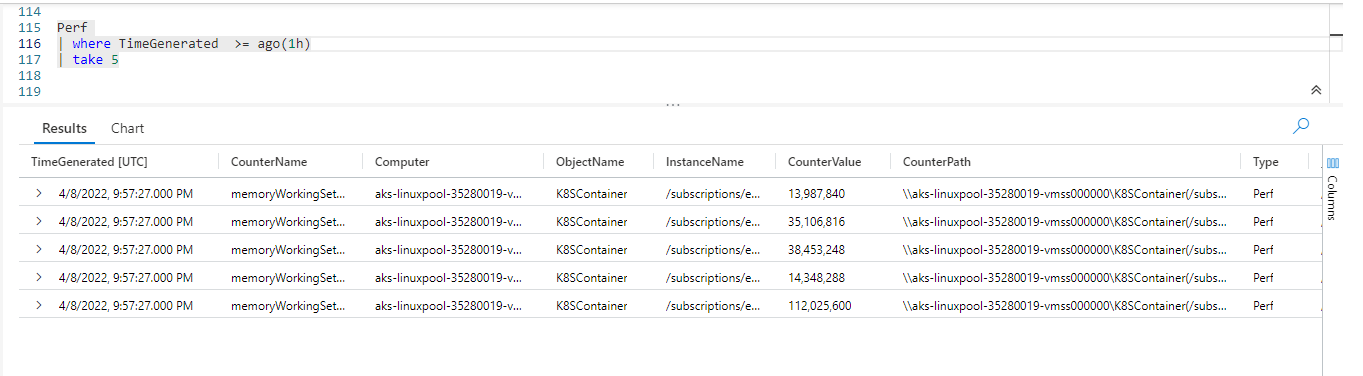 114
115 Perf
116 | where TimeGenerated >= ago(1h)
117 | take 5
118
119
Results Chart
TimeGenerated [UTC] CounterName Computer ObjectName InstanceName CounterValue CounterPath Type
4/8/2022, 9:57:27.000 PM memoryWorkingSet... aks-linuxpool-35280019-v... K8SContainer /subscriptions/e... 13,987,840 \\aks-linuxpool-35280019-vmss000000\K8SContainer(/subs... Perf
4/8/2022, 9:57:27.000 PM memoryWorkingSet... aks-linuxpool-35280019-v... K8SContainer /subscriptions/e... 35,106,816 \\aks-linuxpool-35280019-vmss000000\K8SContainer(/subs... Perf
4/8/2022, 9:57:27.000 PM memoryWorkingSet... aks-linuxpool-35280019-v... K8SContainer /subscriptions/e... 38,453,248 \\aks-linuxpool-35280019-vmss000000\K8SContainer(/subs... Perf
4/8/2022, 9:57:27.000 PM memoryWorkingSet... aks-linuxpool-35280019-v... K8SContainer /subscriptions/e... 14,348,288 \\aks-linuxpool-35280019-vmss000000\K8SContainer(/subs... Perf
4/8/2022, 9:57:27.000 PM memoryWorkingSet... aks-linuxpool-35280019-v... K8SContainer /subscriptions/e... 112,025,600 \\aks-linuxpool-35280019-vmss000000\K8SContainer(/subs... Perf
Columns